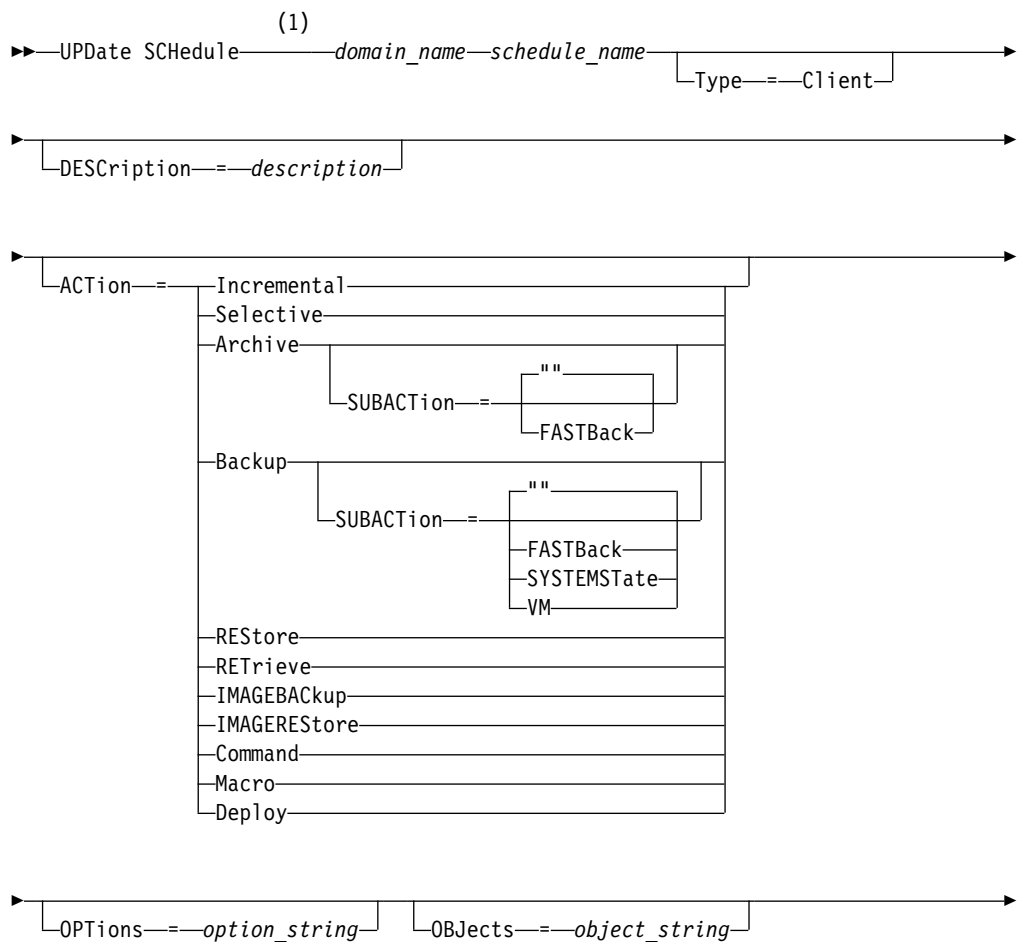 (1)
UPDate SCHedule domain_name schedule_name
Type = Client
DESCription = description
ACTion = Incremental
Selective
Archive
""
SUBACTion =
FASTBack
Backup
""
SUBACTion =
FASTBack
SYSTEMSTate
VM
REStore
RETrieve
IMAGEBACkup
IMAGEREStore
Command
Macro
Deploy
OPTions = option_string OBJects = object_string